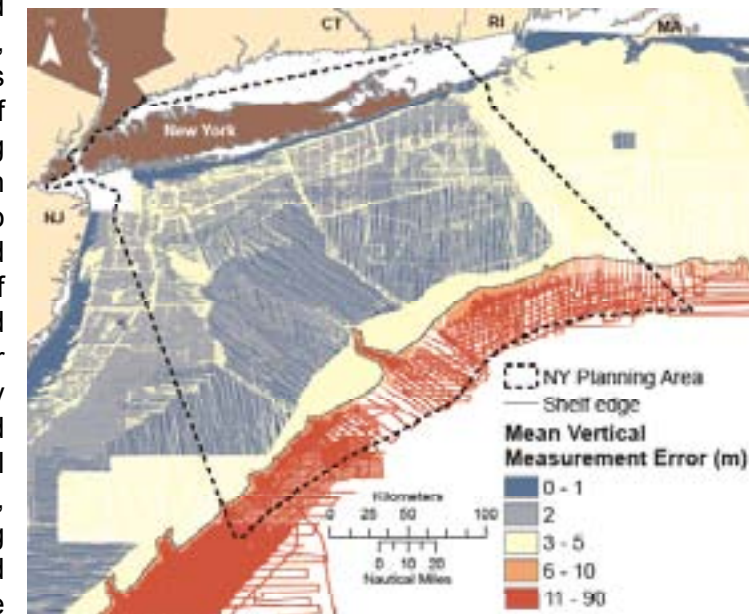 CT
RI
MA
New York
NJ
NY Planning Area
Shelf edge
Mean Vertical
Measurement Error (m)
0 - 1
2
3 - 5
6 - 10
11 - 90
Kilometers
0 25 50 100
0 10 20
Nautical Miles